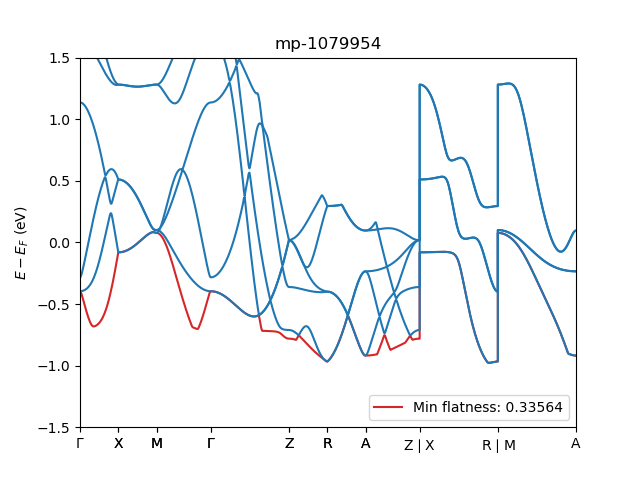 mp-1079954
E − E_F (eV)
1.5
1.0
0.5
0.0
−0.5
−1.0
−1.5
Min flatness: 0.33564
Γ X M Γ Z R A Z | X R | M A